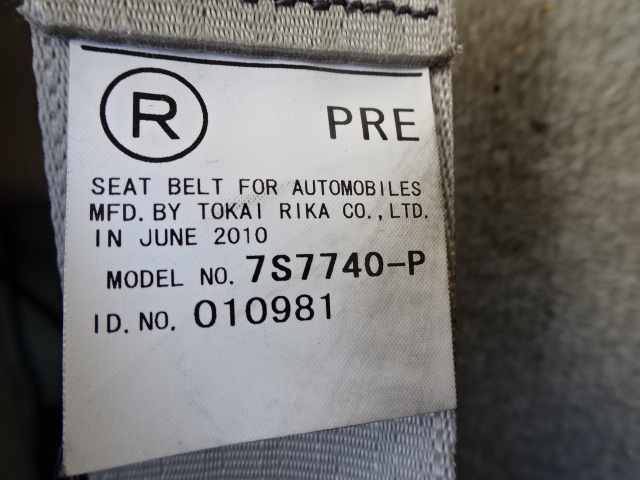 R PRE
SEAT BELT FOR AUTOMOBILES
MFD. BY TOKAI RIKA CO., LTD.
IN JUNE 2010
MODEL NO. 7S7740-P
ID. NO. 010981